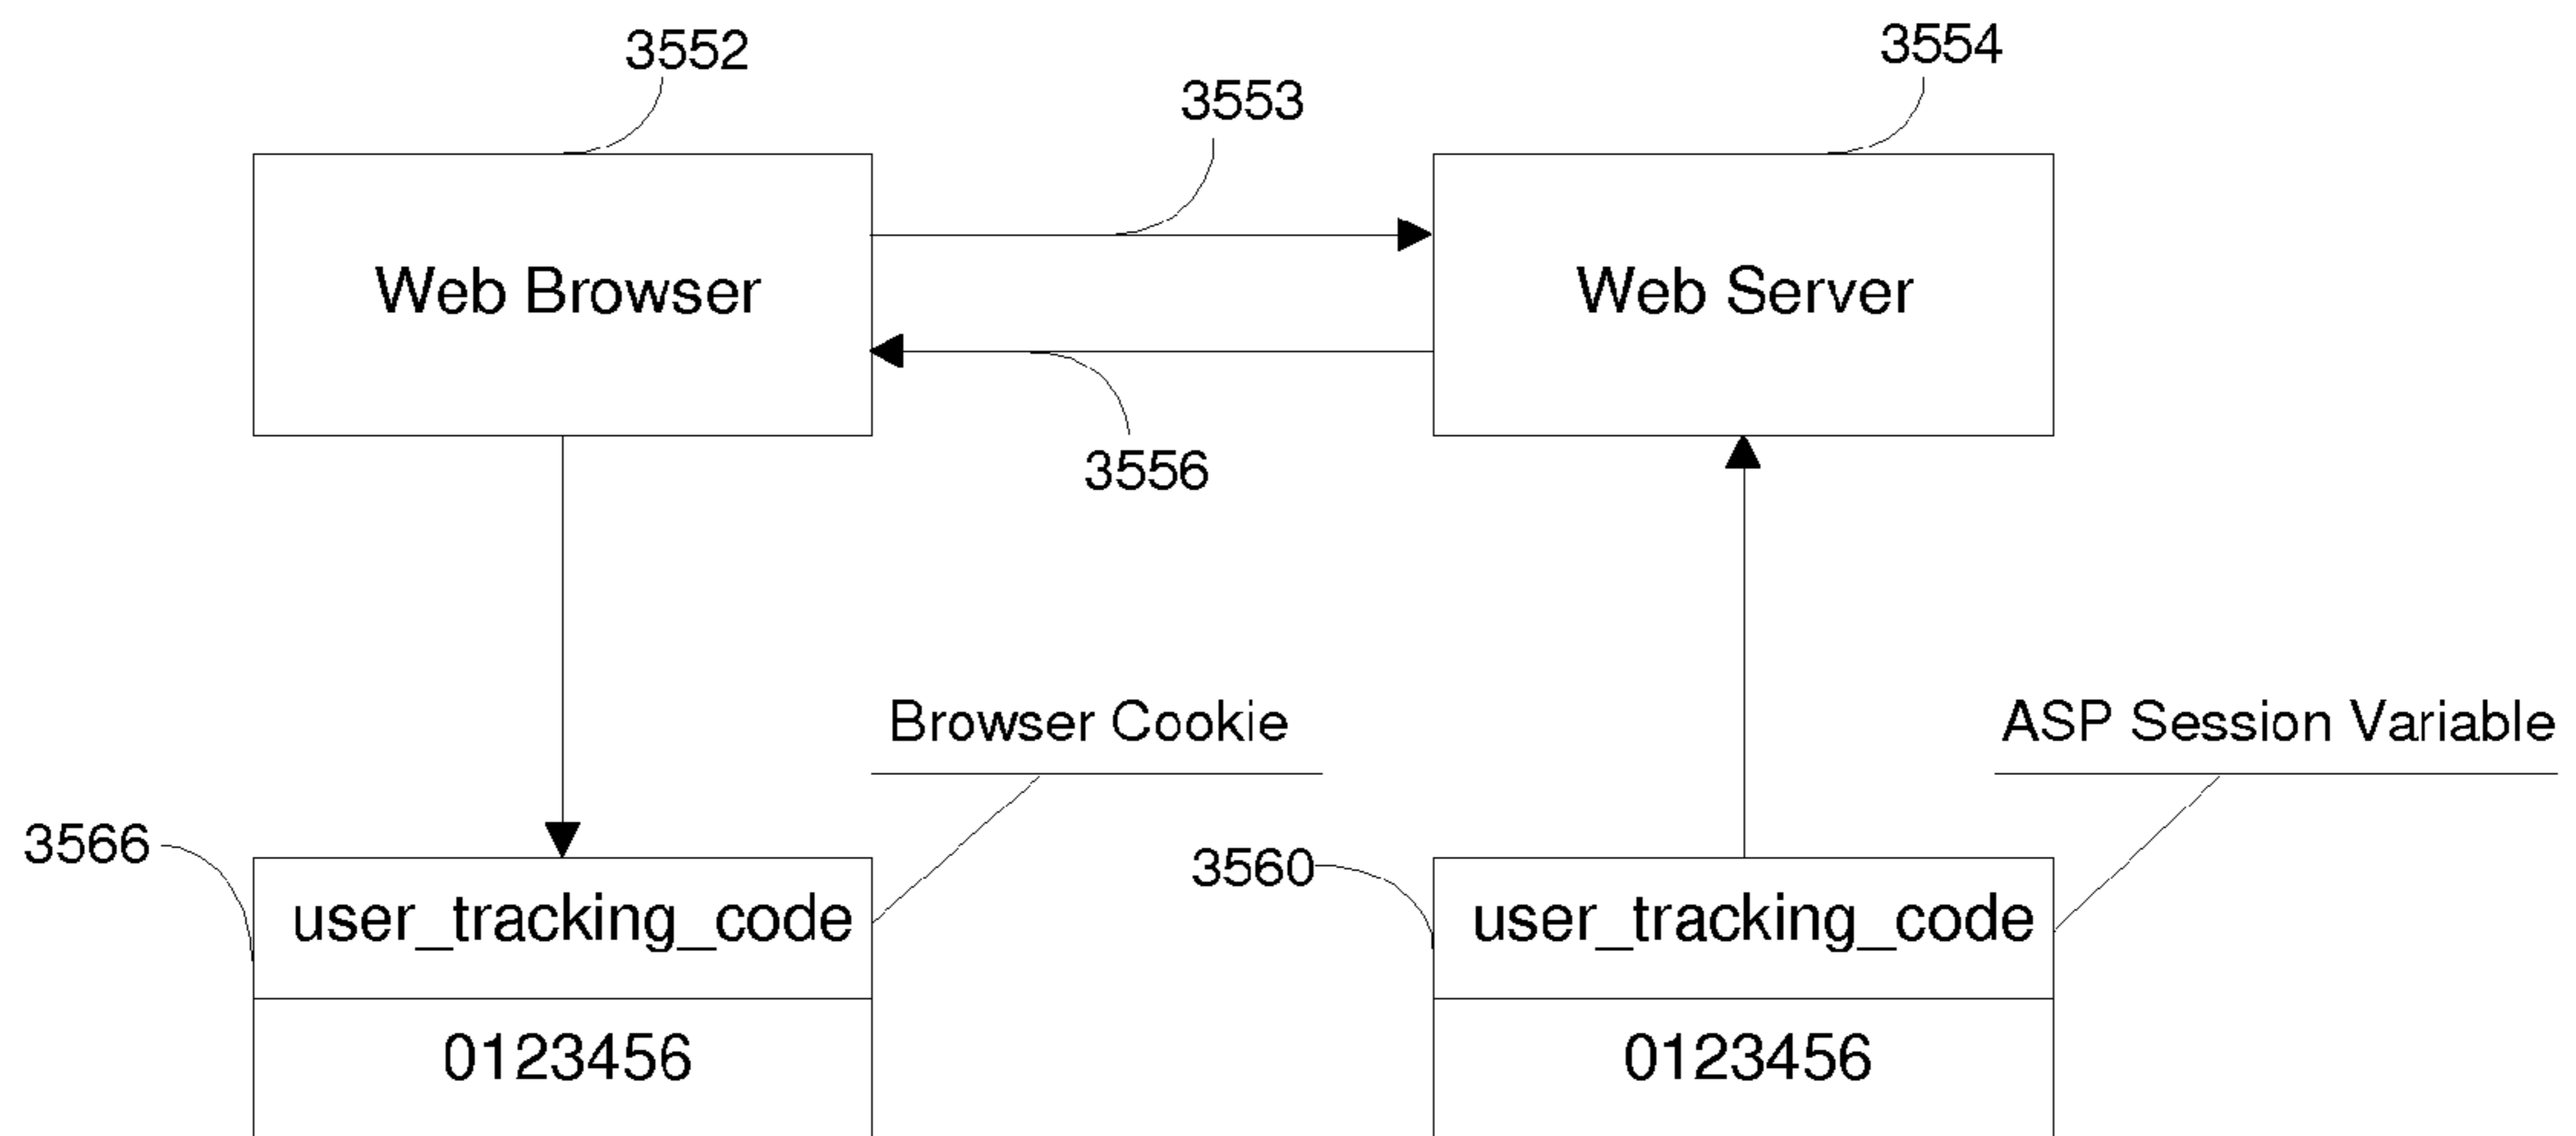 3552
3554
3553
Web Browser
Web Server
3556
Browser Cookie
ASP Session Variable
3566
3560
user_tracking_code
user_tracking_code
0123456
0123456